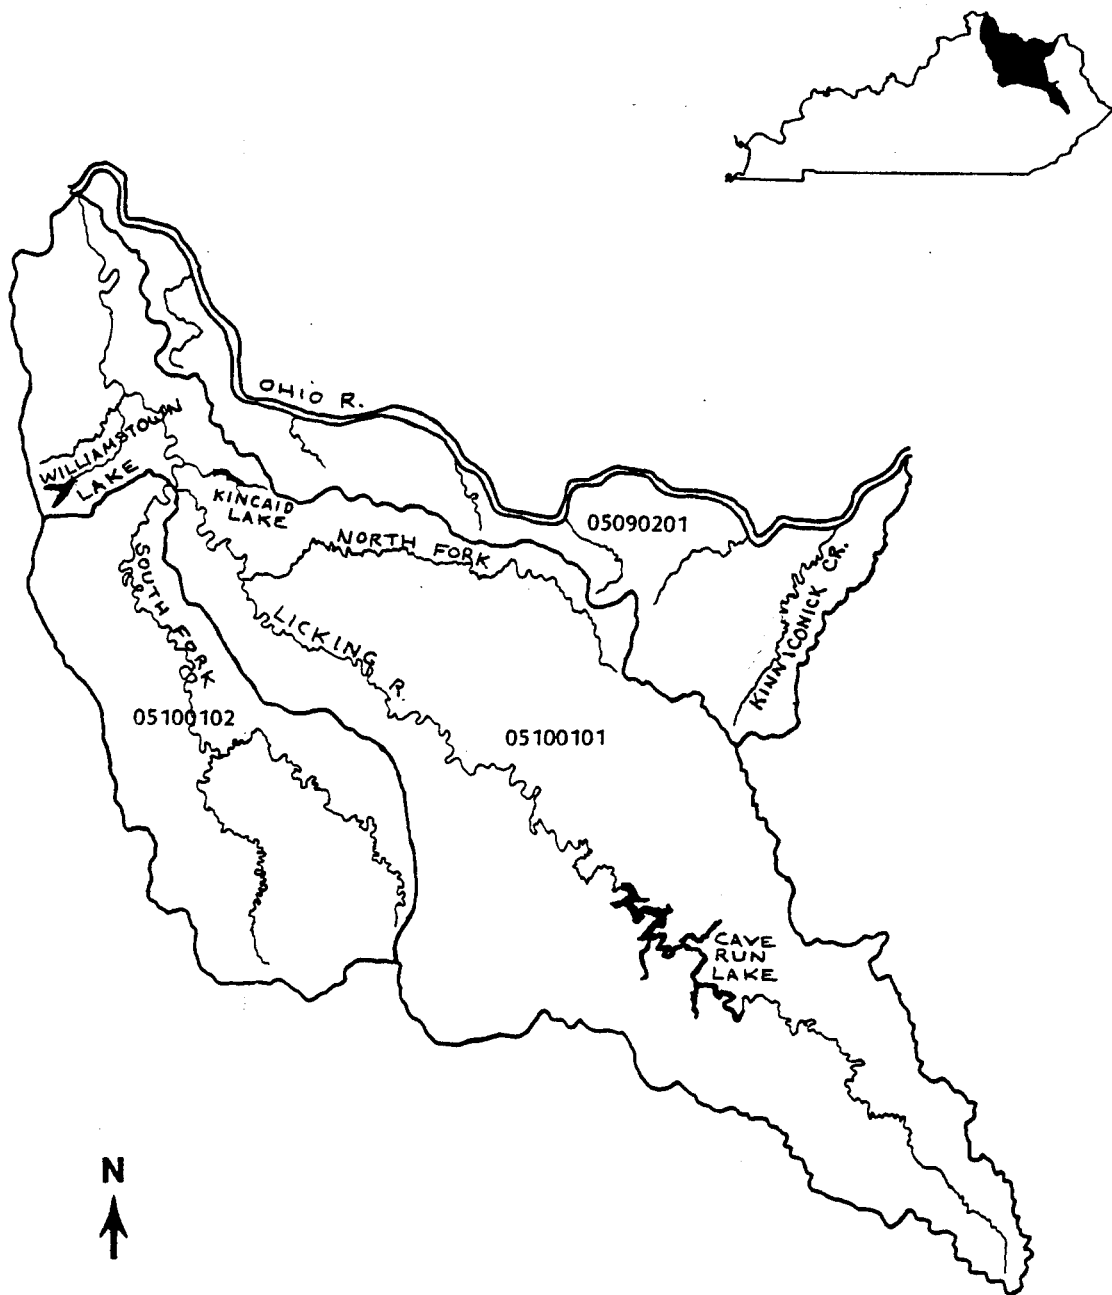 OHIO R.
WILLIAMSTOWN
LAKE
KINCAID
LAKE
NORTH FORK
05090201
KINNICONICK CR.
SOUTH FORK
LICKING R.
05100102
05100101
CAVE
RUN
LAKE
N